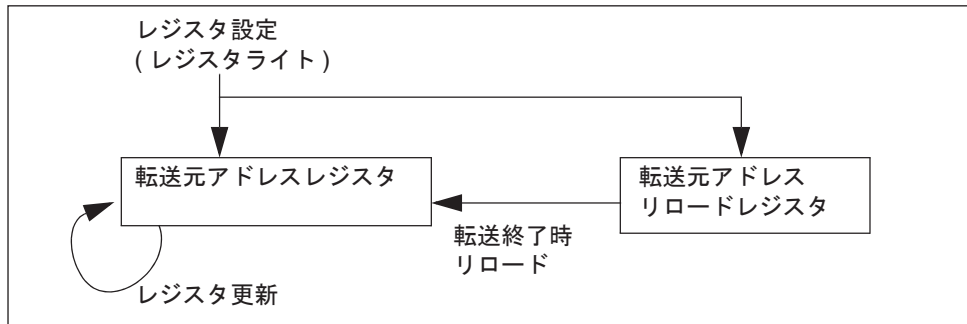 レジスタ設定
( レジスタライト )
転送元アドレスレジスタ
転送元アドレス
リロードレジスタ
転送終了時
リロード
レジスタ更新